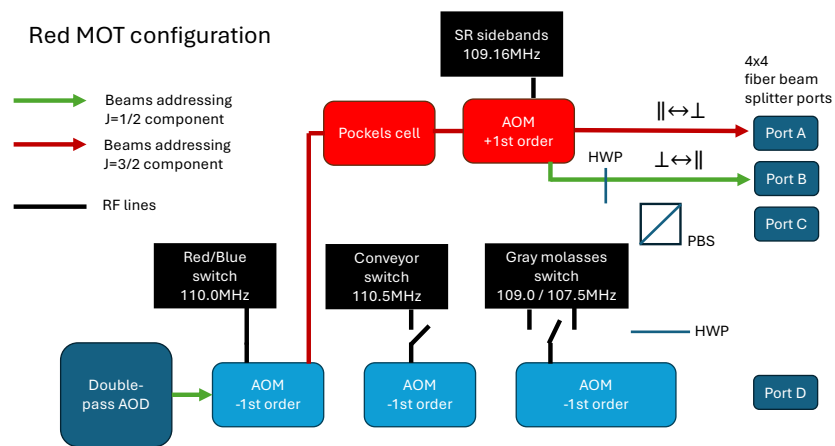 Red MOT configuration
Beams addressing
J=1/2 component
Beams addressing
J=3/2 component
RF lines
SR sidebands
109.16MHz
4x4
fiber beam
splitter ports
Pockels cell
AOM
+1st order
∥↔⊥
Port A
HWP
⊥↔∥
Port B
PBS
Port C
Red/Blue
switch
110.0MHz
Conveyor
switch
110.5MHz
Gray molasses
switch
109.0 / 107.5MHz
HWP
Double-
pass AOD
AOM
-1st order
AOM
-1st order
AOM
-1st order
Port D